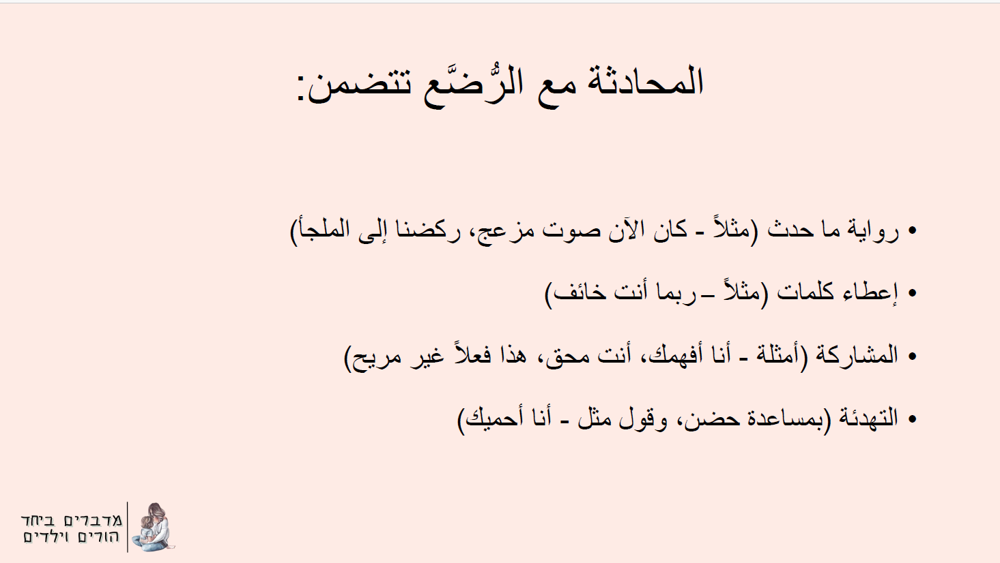 المحادثة مع الرُّضَّع تتضمن:
• رواية ما حدث (مثلاً - كان الآن صوت مزعج، ركضنا إلى الملجأ)
• إعطاء كلمات (مثلاً – ربما أنت خائف)
• المشاركة (أمثلة - أنا أفهمك، أنت محق، هذا فعلاً غير مريح)
• التهدئة (بمساعدة حضن، وقول مثل - أنا أحميك)
מדברים ביחד
הורים וילדים